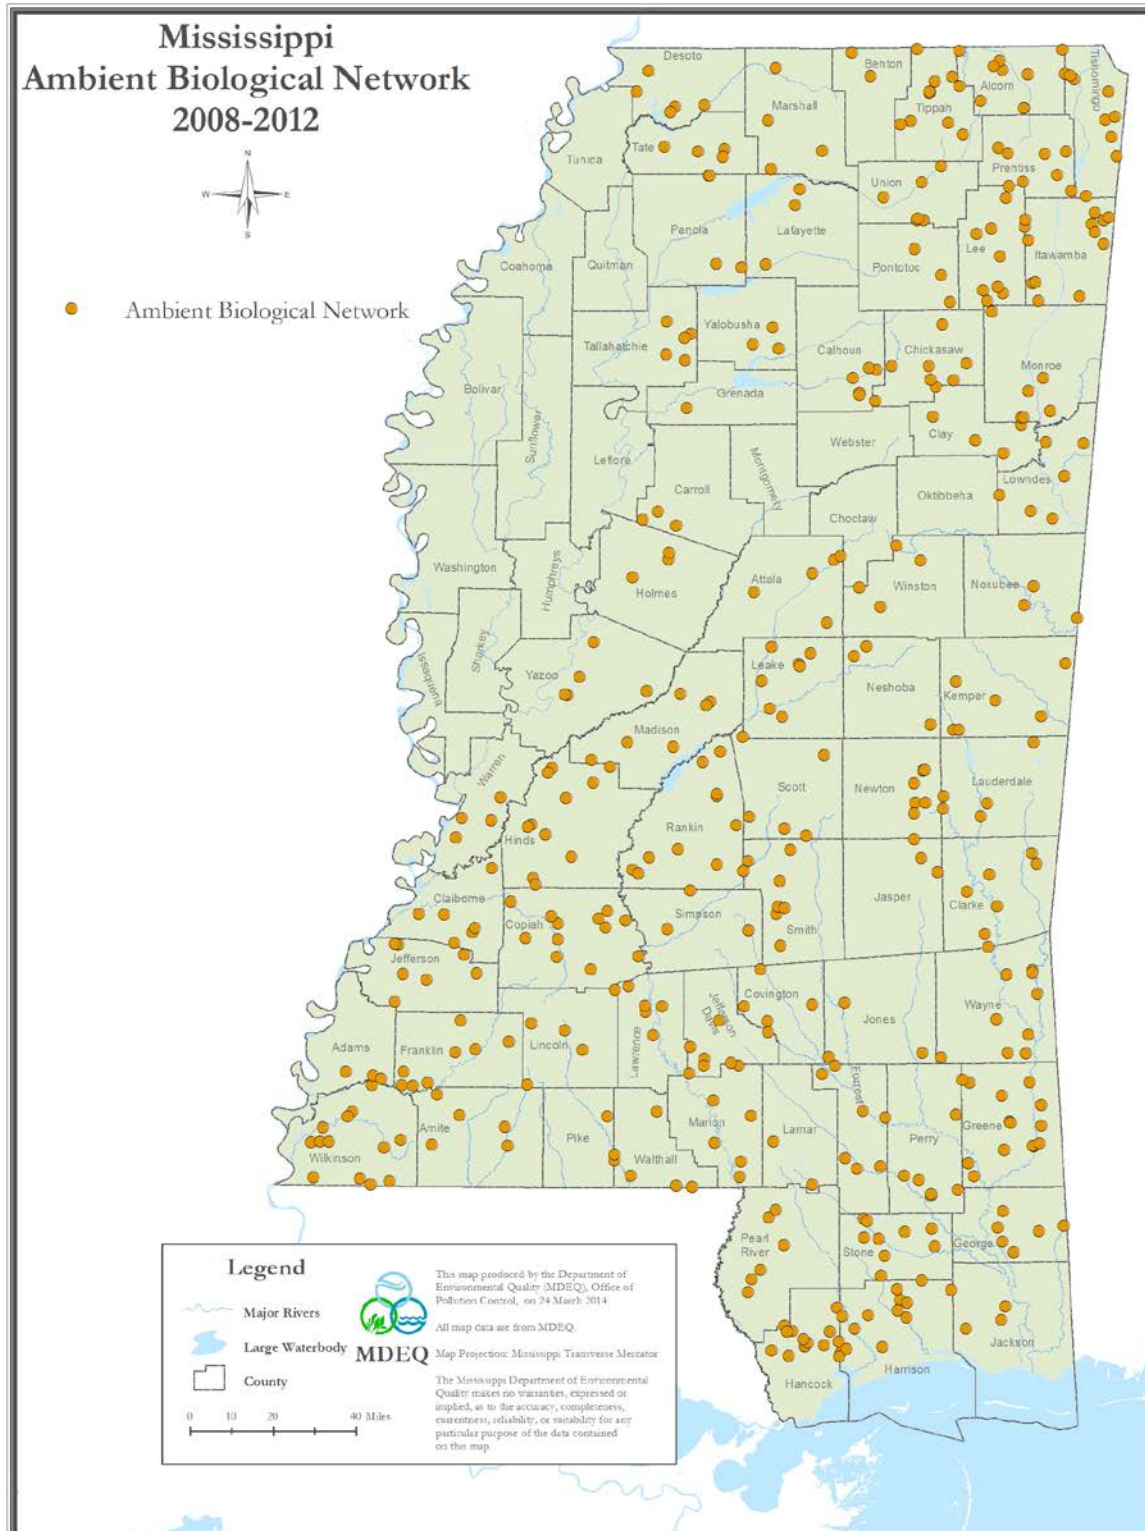 Mississippi
Ambient Biological Network
2008-2012
N
W E
S
Ambient Biological Network
Desoto
Benton
Alcorn
Tishomingo
Tippah
Marshall
Tate
Tunica
Prentiss
Union
Panola
Lafayette
Lee
Itawamba
Pontotoc
Coahoma
Quitman
Yalobusha
Tallahatchie
Calhoun
Chickasaw
Monroe
Bolivar
Grenada
Sunflower
Clay
Webster
Leflore
Montgomery
Carroll
Lowndes
Oktibbeha
Choctaw
Washington
Humphreys
Attala
Winston
Noxubee
Holmes
Sharkey
Issaquena
Leake
Yazoo
Neshoba
Kemper
Madison
Warren
Scott
Newton
Lauderdale
Rankin
Hinds
Claiborne
Jasper
Clarke
Copiah
Simpson
Smith
Jefferson
Covington
Jefferson
Davis
Wayne
Jones
Lawrence
Lincoln
Adams
Franklin
Forrest
Marion
Lamar
Greene
Amite
Pike
Perry
Walthall
Wilkinson
Pearl
River
Stone
George
Jackson
Harrison
Hancock
Legend
Major Rivers
Large Waterbody
County
0 10 20 40 Miles
MDEQ
This map produced by the Department of
Environmental Quality (MDEQ), Office of
Pollution Control, on 24 March 2014
All map data are from MDEQ.
Map Projection: Mississippi Transverse Mercator
The Mississippi Department of Environmental
Quality makes no warranties, expressed or
implied, as to the accuracy, completeness,
currentness, reliability, or suitability for any
particular purpose of the data contained
on this map.